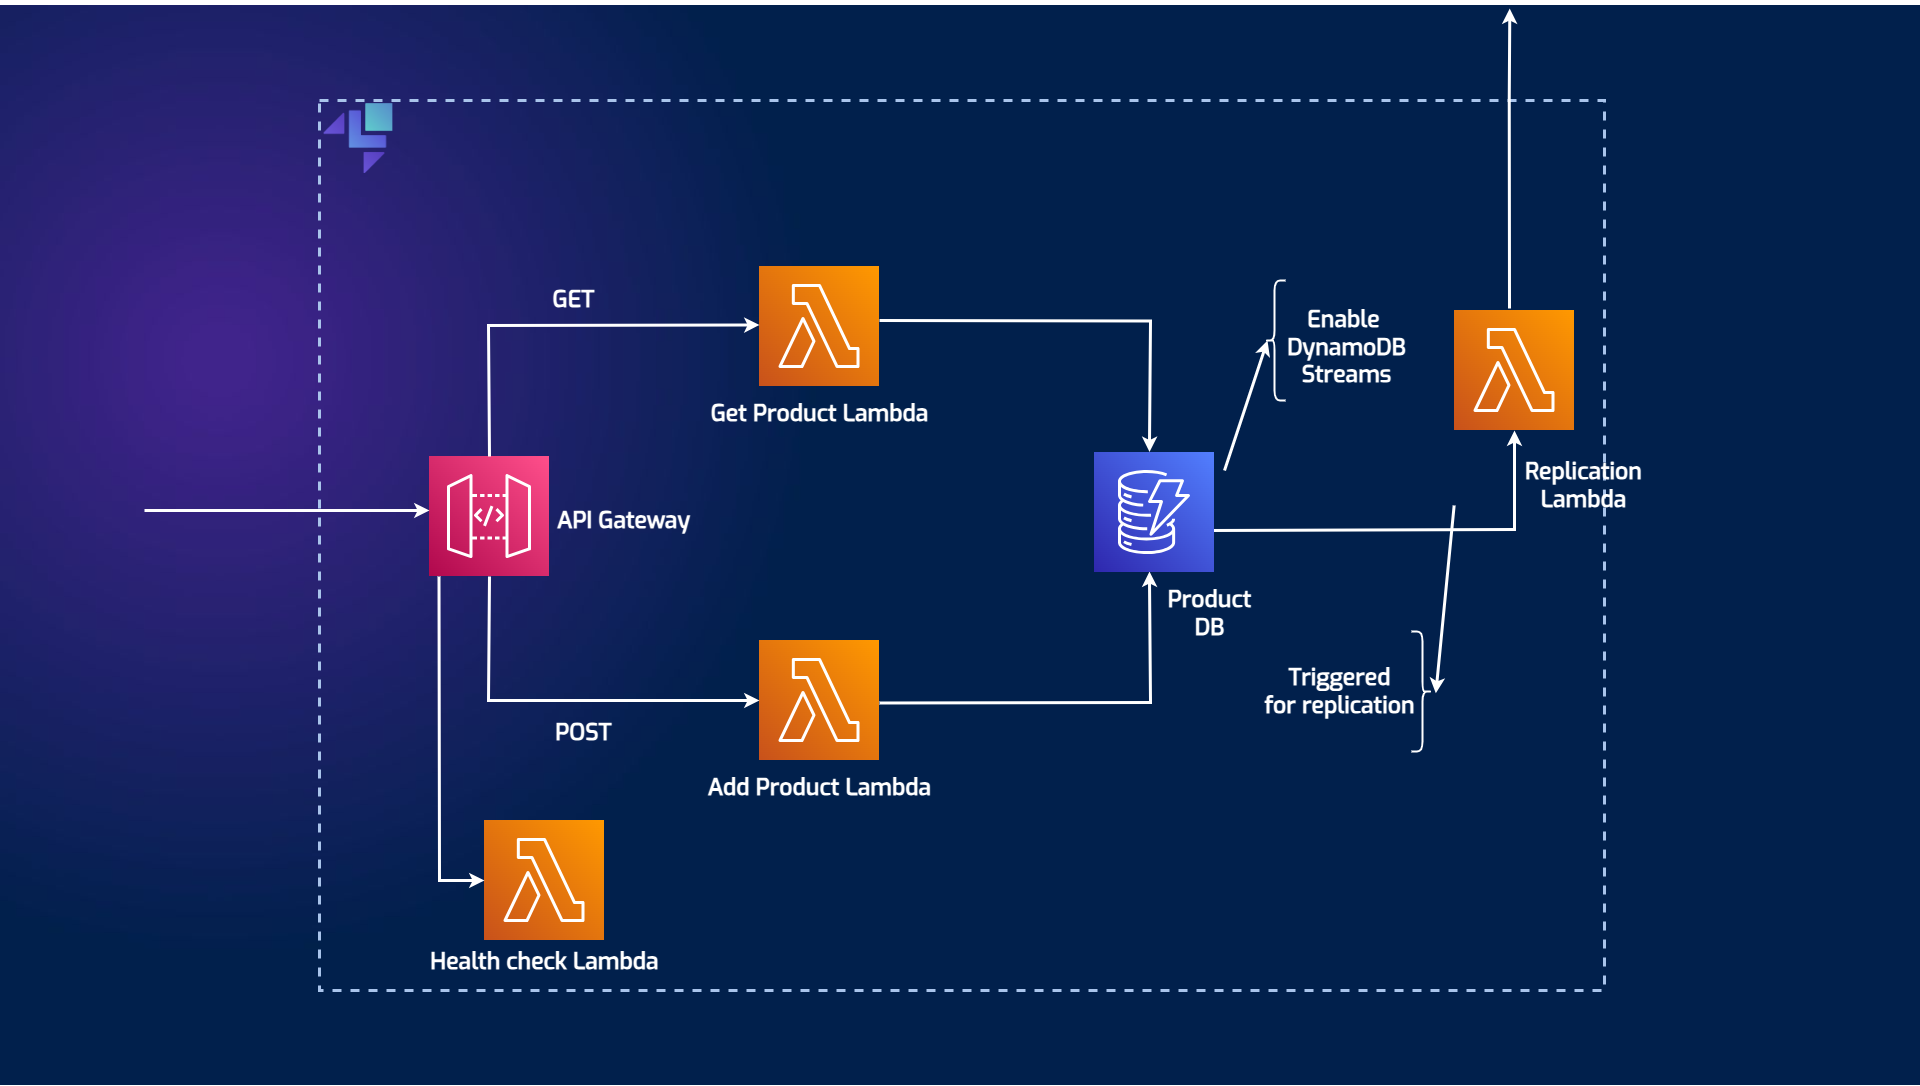 GET
Get Product Lambda
Enable
DynamoDB
Streams
Replication
Lambda
API Gateway
Product
DB
Triggered
for replication
POST
Add Product Lambda
Health check Lambda